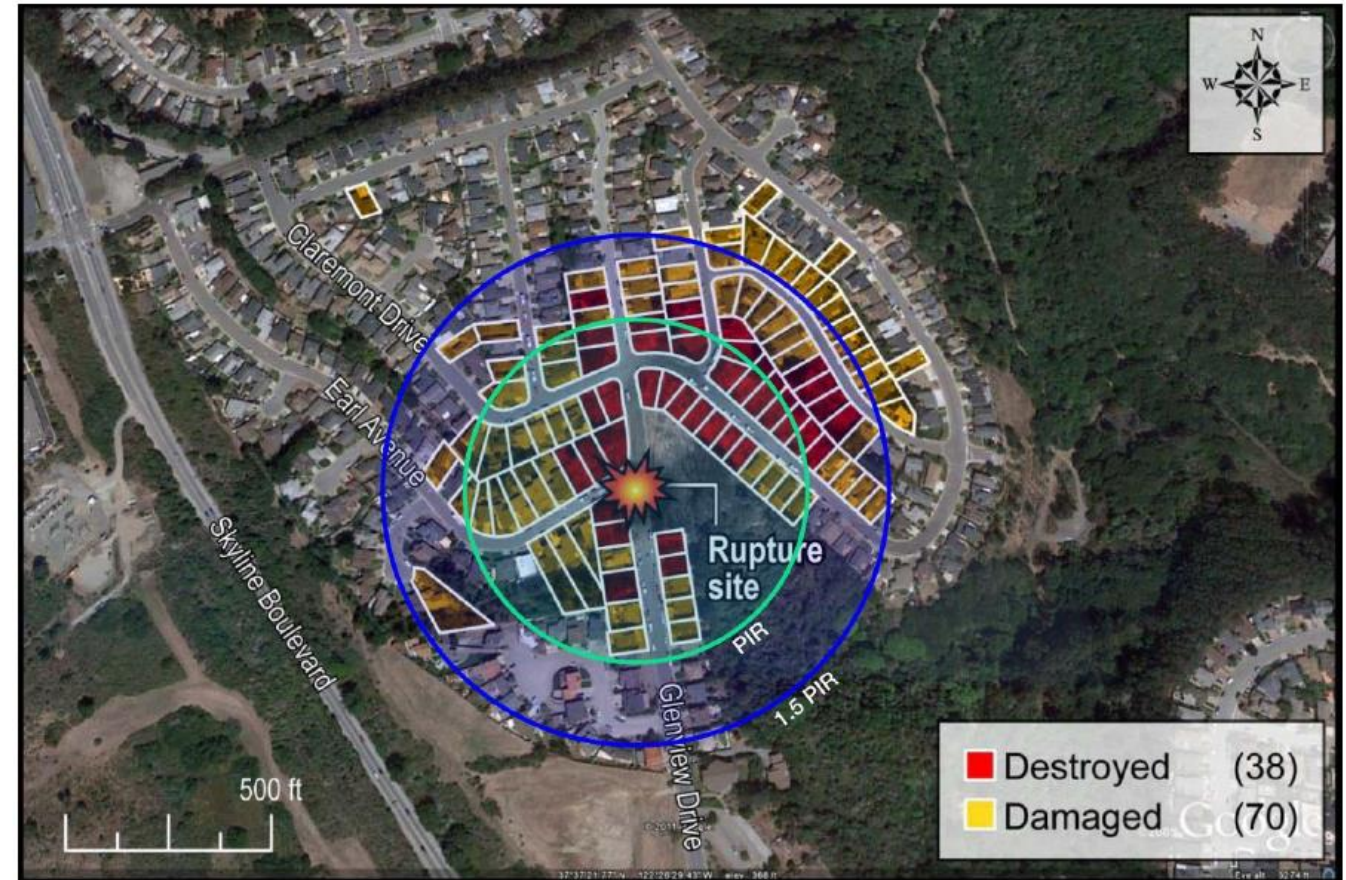 N
W
E
S
Claremont Drive
Earl Avenue
Skyline Boulevard
Rupture
site
PIR
1.5 PIR
Glenview Drive
500 ft
Destroyed (38)
Damaged (70)
Google